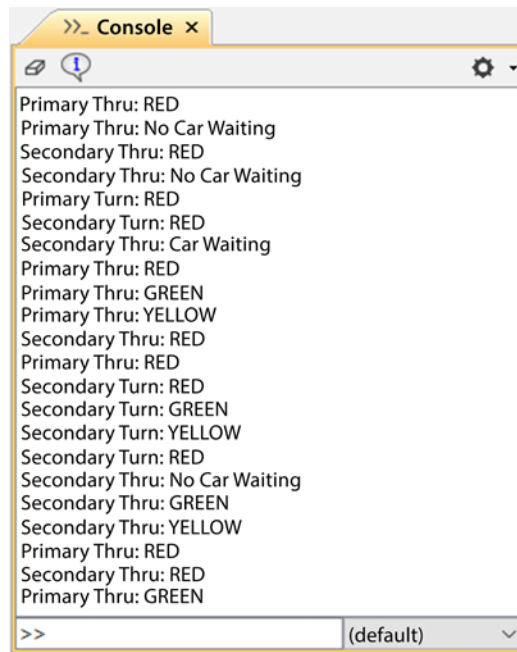 >>_ Console ×
Primary Thru: RED
Primary Thru: No Car Waiting
Secondary Thru: RED
Secondary Thru: No Car Waiting
Primary Turn: RED
Secondary Turn: RED
Secondary Thru: Car Waiting
Primary Thru: RED
Primary Thru: GREEN
Primary Thru: YELLOW
Secondary Thru: RED
Primary Thru: RED
Secondary Turn: RED
Secondary Turn: GREEN
Secondary Turn: YELLOW
Secondary Turn: RED
Secondary Thru: No Car Waiting
Secondary Thru: GREEN
Secondary Thru: YELLOW
Primary Thru: RED
Secondary Thru: RED
Primary Thru: GREEN
>> (default)